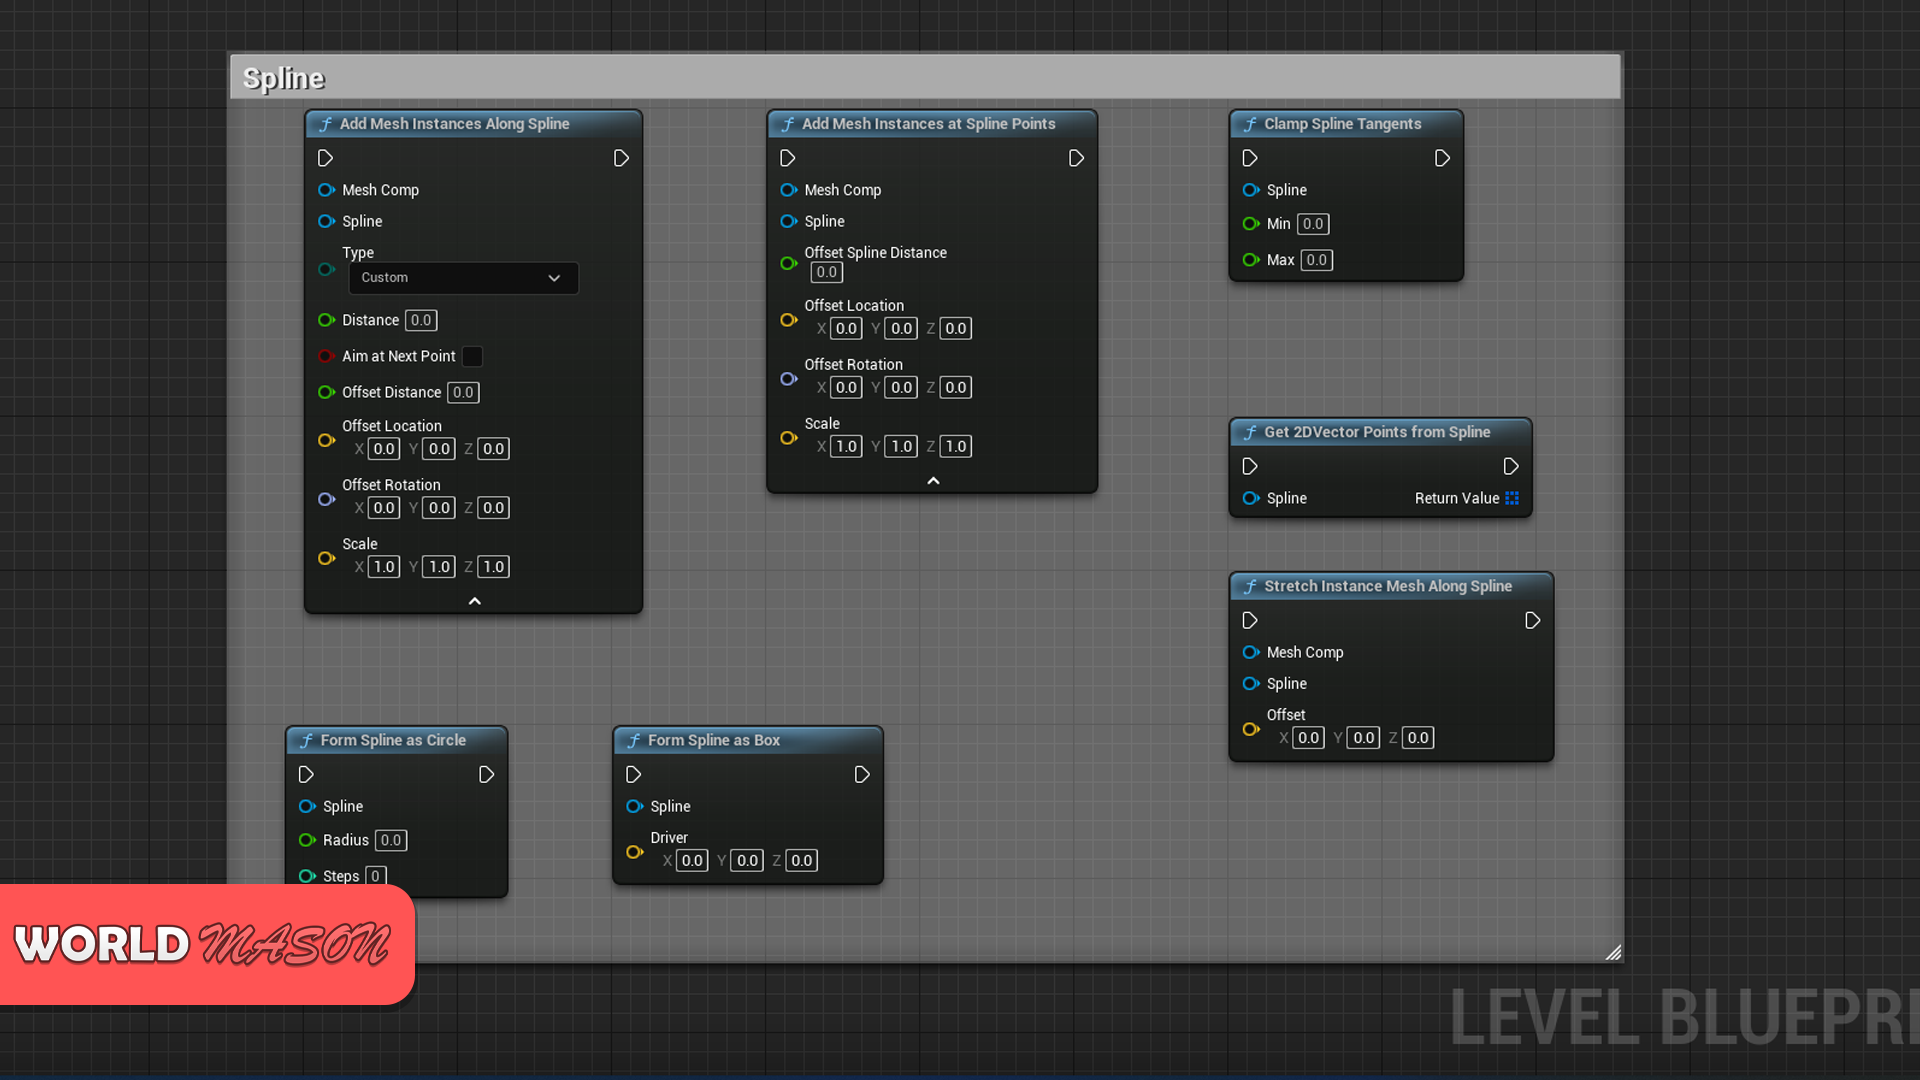 Spline
Add Mesh Instances Along Spline
Mesh Comp
Spline
Type
Custom
Distance 0.0
Aim at Next Point
Offset Distance 0.0
Offset Location
X 0.0 Y 0.0 Z 0.0
Offset Rotation
X 0.0 Y 0.0 Z 0.0
Scale
X 1.0 Y 1.0 Z 1.0
Add Mesh Instances at Spline Points
Mesh Comp
Spline
Offset Spline Distance
0.0
Offset Location
X 0.0 Y 0.0 Z 0.0
Offset Rotation
X 0.0 Y 0.0 Z 0.0
Scale
X 1.0 Y 1.0 Z 1.0
Clamp Spline Tangents
Spline
Min 0.0
Max 0.0
Get 2DVector Points from Spline
Spline Return Value
Stretch Instance Mesh Along Spline
Mesh Comp
Spline
Offset
X 0.0 Y 0.0 Z 0.0
Form Spline as Circle
Spline
Radius 0.0
Steps 0
Form Spline as Box
Spline
Driver
X 0.0 Y 0.0 Z 0.0
WORLD MASON
LEVEL BLUEPRI